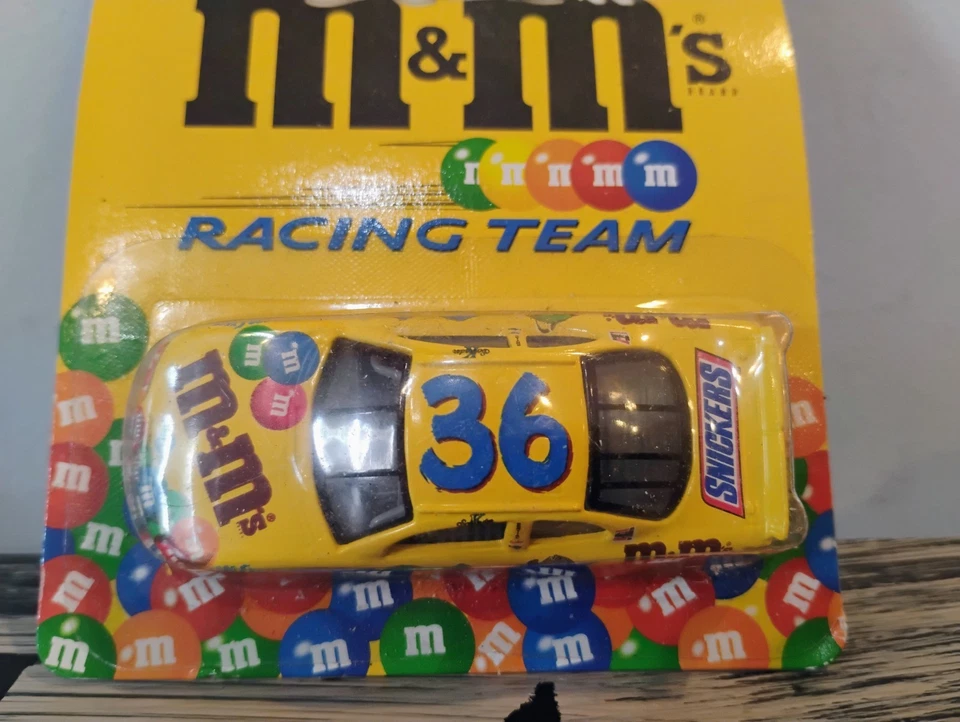 m&m's®
m m m m m
RACING TEAM
m&m's
m m m
36
SNICKERS
m&m's